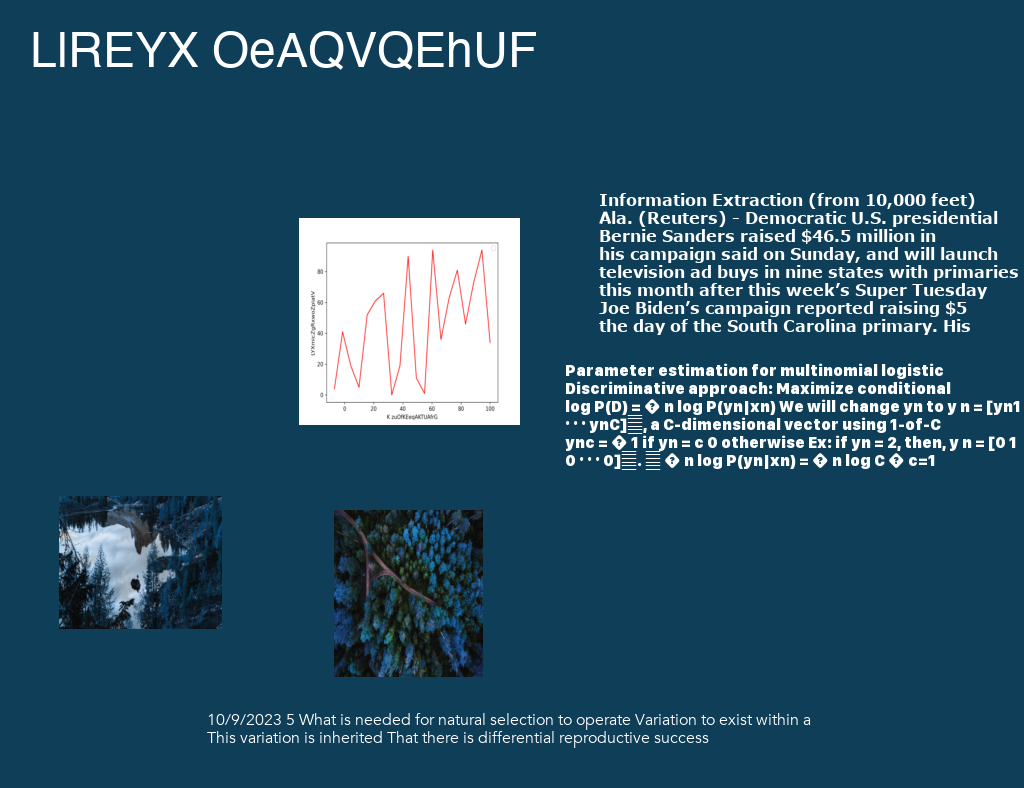 LIREYX OeAQVQEhUF
Information Extraction (from 10,000 feet)
Ala. (Reuters) – Democratic U.S. presidential
Bernie Sanders raised $46.5 million in
his campaign said on Sunday, and will launch
television ad buys in nine states with primaries
this month after this week’s Super Tuesday
Joe Biden’s campaign reported raising $5
the day of the South Carolina primary. His
80
60
40
20
0
0 20 40 60 80 100
Parameter estimation for multinomial logistic
Discriminative approach: Maximize conditional
log P(D) = � n log P(yn|xn) We will change yn to y n = [yn1
··· ynC], a C-dimensional vector using 1-of-C
ync = � 1 if yn = c 0 otherwise Ex: if yn = 2, then, y n = [0 1
0 ··· 0]. � n log P(yn|xn) = � n log C � c=1
10/9/2023 5 What is needed for natural selection to operate Variation to exist within a
This variation is inherited That there is differential reproductive success